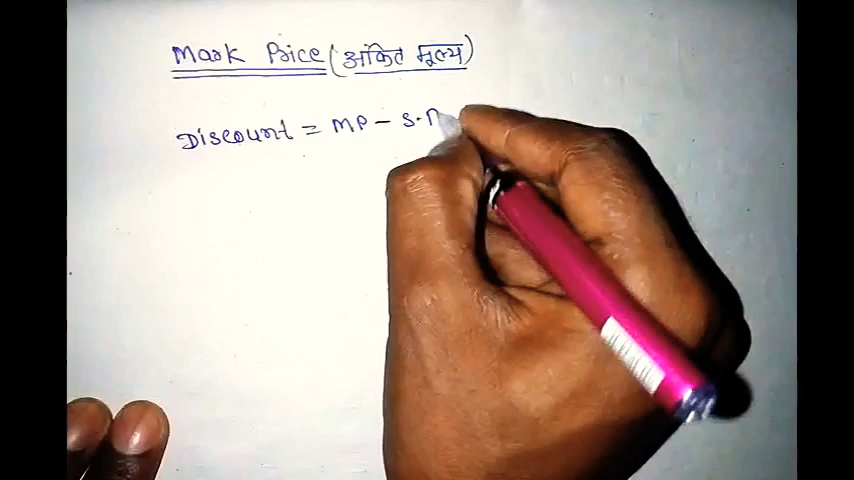 Mark Price (अंकित मूल्य)
Discount = MP - S.